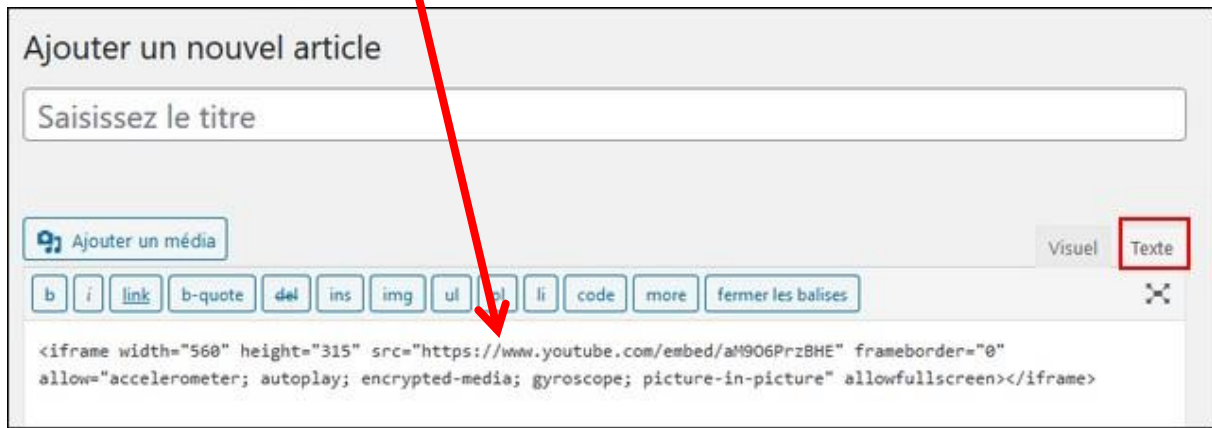 Ajouter un nouvel article
Saisissez le titre
Ajouter un média
Visuel Texte
b i link b-quote del ins img ul ol li code more fermer les balises
<iframe width="560" height="315" src="https://www.youtube.com/embed/aM9O6PrzBHE" frameborder="0"
allow="accelerometer; autoplay; encrypted-media; gyroscope; picture-in-picture" allowfullscreen></iframe>